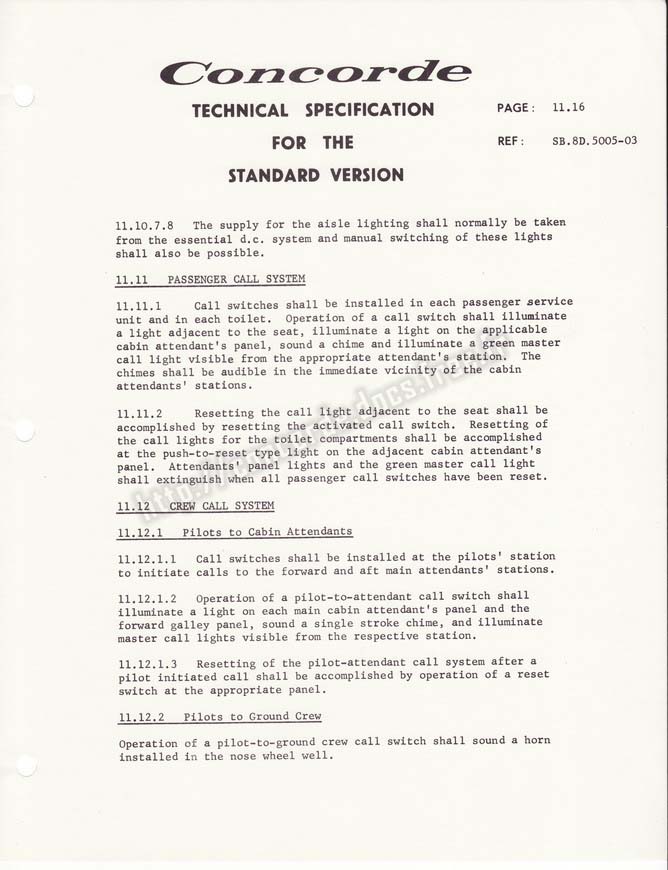 Concorde
TECHNICAL SPECIFICATION
FOR THE
STANDARD VERSION
PAGE: 11.16
REF: SB.8D.5005-03
11.10.7.8 The supply for the aisle lighting shall normally be taken
from the essential d.c. system and manual switching of these lights
shall also be possible.
11.11 PASSENGER CALL SYSTEM
11.11.1 Call switches shall be installed in each passenger service
unit and in each toilet. Operation of a call switch shall illuminate
a light adjacent to the seat, illuminate a light on the applicable
cabin attendant's panel, sound a chime and illuminate a green master
call light visible from the appropriate attendant's station. The
chimes shall be audible in the immediate vicinity of the cabin
attendants' stations.
11.11.2 Resetting the call light adjacent to the seat shall be
accomplished by resetting the activated call switch. Resetting of
the call lights for the toilet compartments shall be accomplished
at the push-to-reset type light on the adjacent cabin attendant's
panel. Attendants' panel lights and the green master call light
shall extinguish when all passenger call switches have been reset.
11.12 CREW CALL SYSTEM
11.12.1 Pilots to Cabin Attendants
11.12.1.1 Call switches shall be installed at the pilots' station
to initiate calls to the forward and aft main attendants' stations.
11.12.1.2 Operation of a pilot-to-attendant call switch shall
illuminate a light on each main cabin attendant's panel and the
forward galley panel, sound a single stroke chime, and illuminate
master call lights visible from the respective station.
11.12.1.3 Resetting of the pilot-attendant call system after a
pilot initiated call shall be accomplished by operation of a reset
switch at the appropriate panel.
11.12.2 Pilots to Ground Crew
Operation of a pilot-to-ground crew call switch shall sound a horn
installed in the nose wheel well.